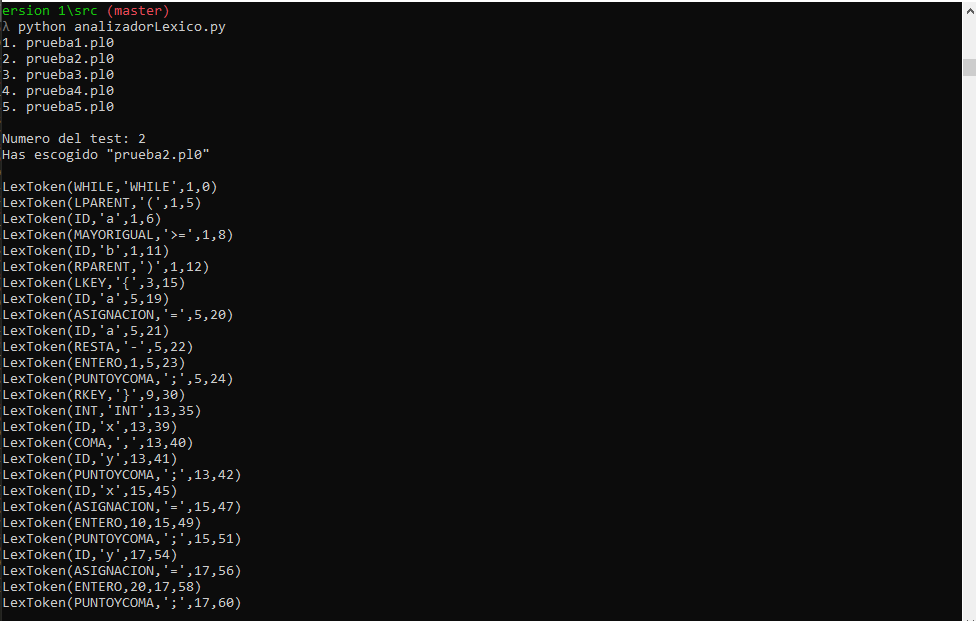 ersion 1\src (master)
λ python analizadorLexico.py
1. prueba1.pl0
2. prueba2.pl0
3. prueba3.pl0
4. prueba4.pl0
5. prueba5.pl0
Numero del test: 2
Has escogido "prueba2.pl0"
LexToken(WHILE,'WHILE',1,0)
LexToken(LPARENT,'(',1,5)
LexToken(ID,'a',1,6)
LexToken(MAYORIGUAL,'>=',1,8)
LexToken(ID,'b',1,11)
LexToken(RPARENT,')',1,12)
LexToken(LKEY,'{',3,15)
LexToken(ID,'a',5,19)
LexToken(ASIGNACION,'=',5,20)
LexToken(ID,'a',5,21)
LexToken(RESTA,'-',5,22)
LexToken(ENTERO,1,5,23)
LexToken(PUNTOYCOMA,';',5,24)
LexToken(RKEY,'}',9,30)
LexToken(INT,'INT',13,35)
LexToken(ID,'x',13,39)
LexToken(COMA,',',13,40)
LexToken(ID,'y',13,41)
LexToken(PUNTOYCOMA,';',13,42)
LexToken(ID,'x',15,45)
LexToken(ASIGNACION,'=',15,47)
LexToken(ENTERO,10,15,49)
LexToken(PUNTOYCOMA,';',15,51)
LexToken(ID,'y',17,54)
LexToken(ASIGNACION,'=',17,56)
LexToken(ENTERO,20,17,58)
LexToken(PUNTOYCOMA,';',17,60)